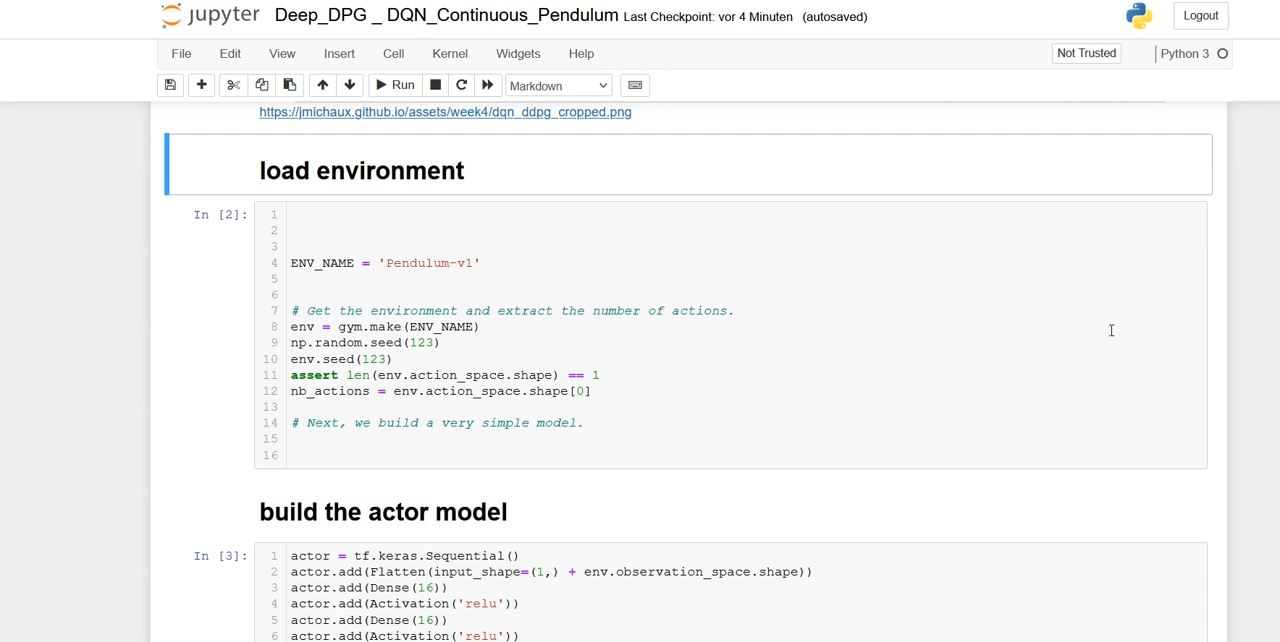 jupyter Deep_DPG _ DQN_Continuous_Pendulum Last Checkpoint: vor 4 Minuten (autosaved)
Logout
File Edit View Insert Cell Kernel Widgets Help
Not Trusted
Python 3
Run
Markdown
https://jmichaux.github.io/assets/week4/dqn_ddpg_cropped.png
load environment
In [2]:
1
2
3
4 ENV_NAME = 'Pendulum-v1'
5
6
7 # Get the environment and extract the number of actions.
8 env = gym.make(ENV_NAME)
9 np.random.seed(123)
10 env.seed(123)
11 assert len(env.action_space.shape) == 1
12 nb_actions = env.action_space.shape[0]
13
14 # Next, we build a very simple model.
15
16
build the actor model
In [3]:
1 actor = tf.keras.Sequential()
2 actor.add(Flatten(input_shape=(1,) + env.observation_space.shape))
3 actor.add(Dense(16))
4 actor.add(Activation('relu'))
5 actor.add(Dense(16))
6 actor.add(Activation('relu'))